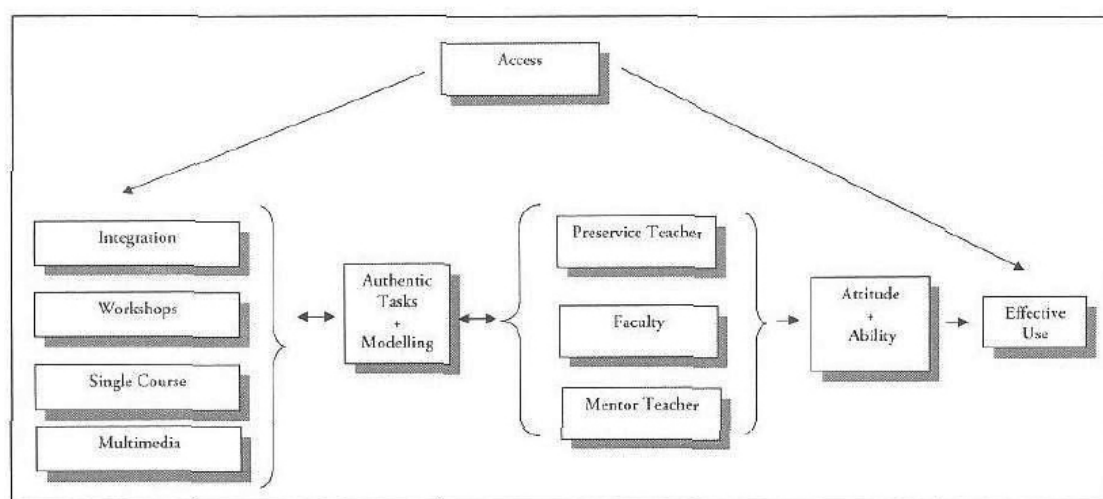 Access
Integration
Workshops
Single Course
Multimedia
Authentic
Tasks
+
Modelling
Preservice Teacher
Faculty
Mentor Teacher
Attitude
+
Ability
Effective
Use